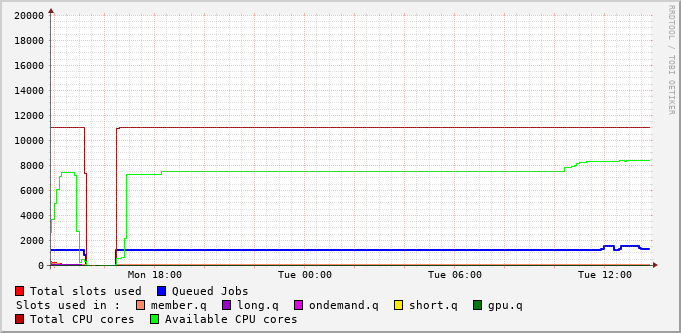 20000
18000
16000
14000
12000
10000
8000
6000
4000
2000
0
Mon 18:00 Tue 00:00 Tue 06:00 Tue 12:00
RRDTOOL / TOBI OETIKER
Total slots used Queued Jobs
Slots used in : member.q long.q ondemand.q short.q gpu.q
Total CPU cores Available CPU cores